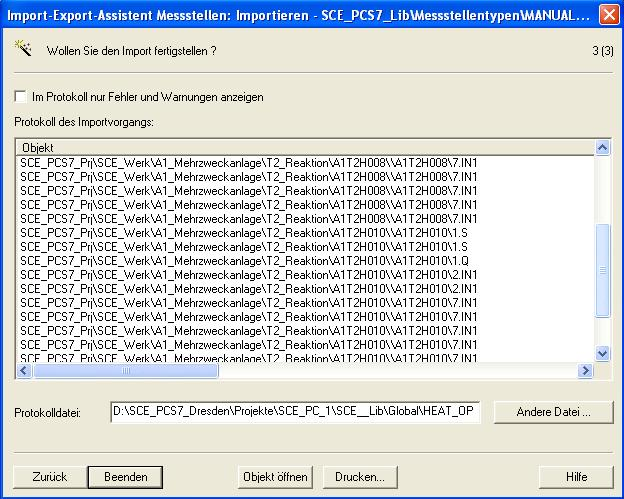 Import-Export-Assistent Messstellen: Importieren - SCE_PCS7_Lib\Messstellentypen\MANUAL...
Wollen Sie den Import fertigstellen ?
3 (3)
Im Protokoll nur Fehler und Warnungen anzeigen
Protokoll des Importvorgangs:
Objekt
SCE_PCS7_Prj\SCE_Werk\A1_Mehrzweckanlage\T2_Reaktion\A1T2H008\\A1T2H008\7.IN1
SCE_PCS7_Prj\SCE_Werk\A1_Mehrzweckanlage\T2_Reaktion\A1T2H008\\A1T2H008\7.IN1
SCE_PCS7_Prj\SCE_Werk\A1_Mehrzweckanlage\T2_Reaktion\A1T2H008\\A1T2H008\7.IN1
SCE_PCS7_Prj\SCE_Werk\A1_Mehrzweckanlage\T2_Reaktion\A1T2H008\\A1T2H008\7.IN1
SCE_PCS7_Prj\SCE_Werk\A1_Mehrzweckanlage\T2_Reaktion\A1T2H008\\A1T2H008\7.IN1
SCE_PCS7_Prj\SCE_Werk\A1_Mehrzweckanlage\T2_Reaktion\A1T2H010\\A1T2H010\1.S
SCE_PCS7_Prj\SCE_Werk\A1_Mehrzweckanlage\T2_Reaktion\A1T2H010\\A1T2H010\1.S
SCE_PCS7_Prj\SCE_Werk\A1_Mehrzweckanlage\T2_Reaktion\A1T2H010\\A1T2H010\1.Q
SCE_PCS7_Prj\SCE_Werk\A1_Mehrzweckanlage\T2_Reaktion\A1T2H010\\A1T2H010\2.IN1
SCE_PCS7_Prj\SCE_Werk\A1_Mehrzweckanlage\T2_Reaktion\A1T2H010\\A1T2H010\2.IN1
SCE_PCS7_Prj\SCE_Werk\A1_Mehrzweckanlage\T2_Reaktion\A1T2H010\\A1T2H010\7.IN1
SCE_PCS7_Prj\SCE_Werk\A1_Mehrzweckanlage\T2_Reaktion\A1T2H010\\A1T2H010\7.IN1
SCE_PCS7_Prj\SCE_Werk\A1_Mehrzweckanlage\T2_Reaktion\A1T2H010\\A1T2H010\7.IN1
SCE_PCS7_Prj\SCE_Werk\A1_Mehrzweckanlage\T2_Reaktion\A1T2H010\\A1T2H010\7.IN1
SCE_PCS7_Prj\SCE_Werk\A1_Mehrzweckanlage\T2_Reaktion\A1T2H010\\A1T2H010\7.IN1
Protokolldatei:
D:\SCE_PCS7_Dresden\Projekte\SCE_PC_1\SCE__Lib\Global\HEAT_OP
Andere Datei ...
Zurück
Beenden
Objekt öffnen
Drucken...
Hilfe